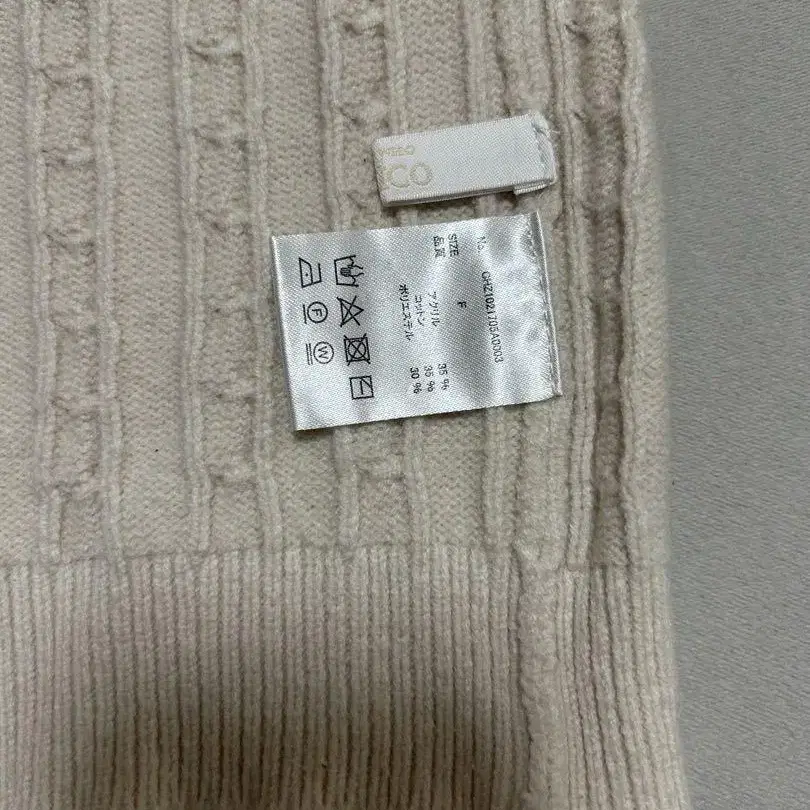 CO
No. GHZ1021705A0003
SIZE F
品質 アクリル 35%
コットン 35%
ポリエステル 30%
F
W